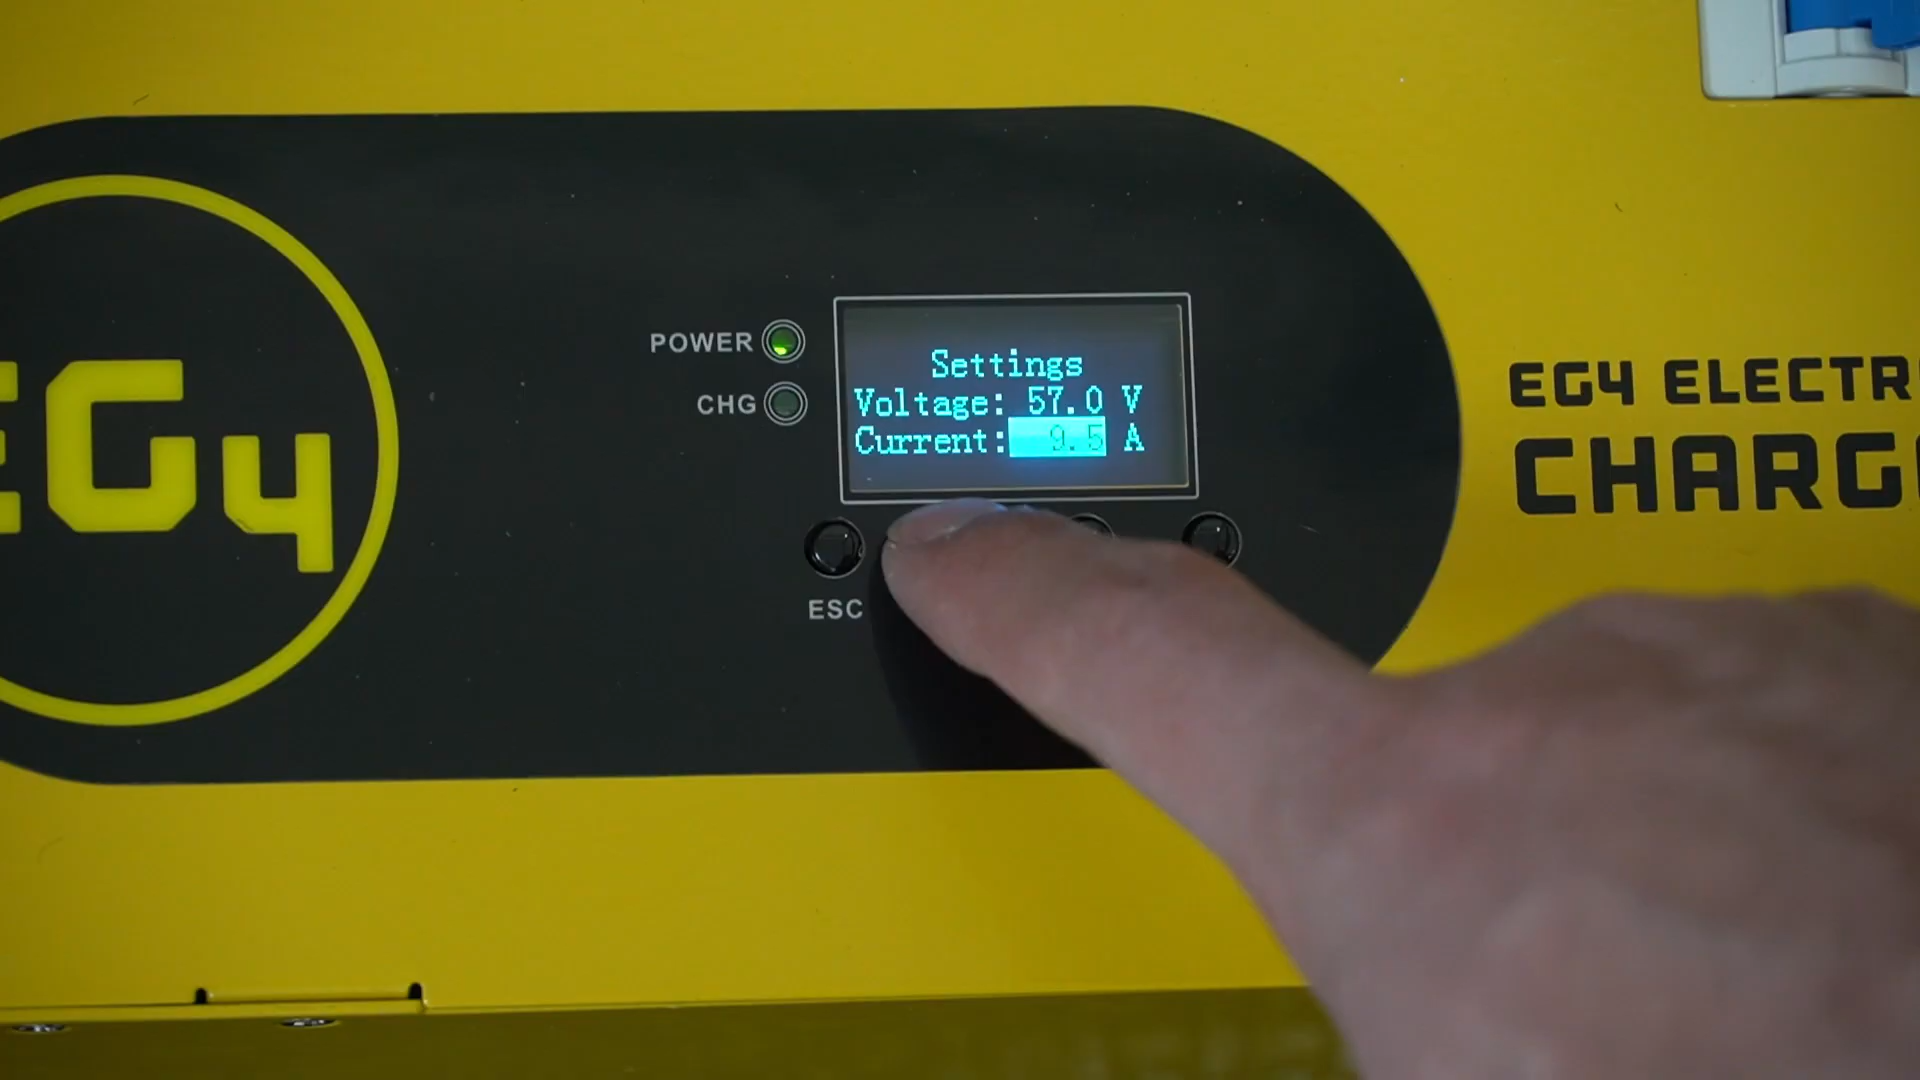 EG4
POWER
CHG
Settings
Voltage: 57.0 V
Current: 9.5 A
ESC
EG4 ELECTR
CHARG